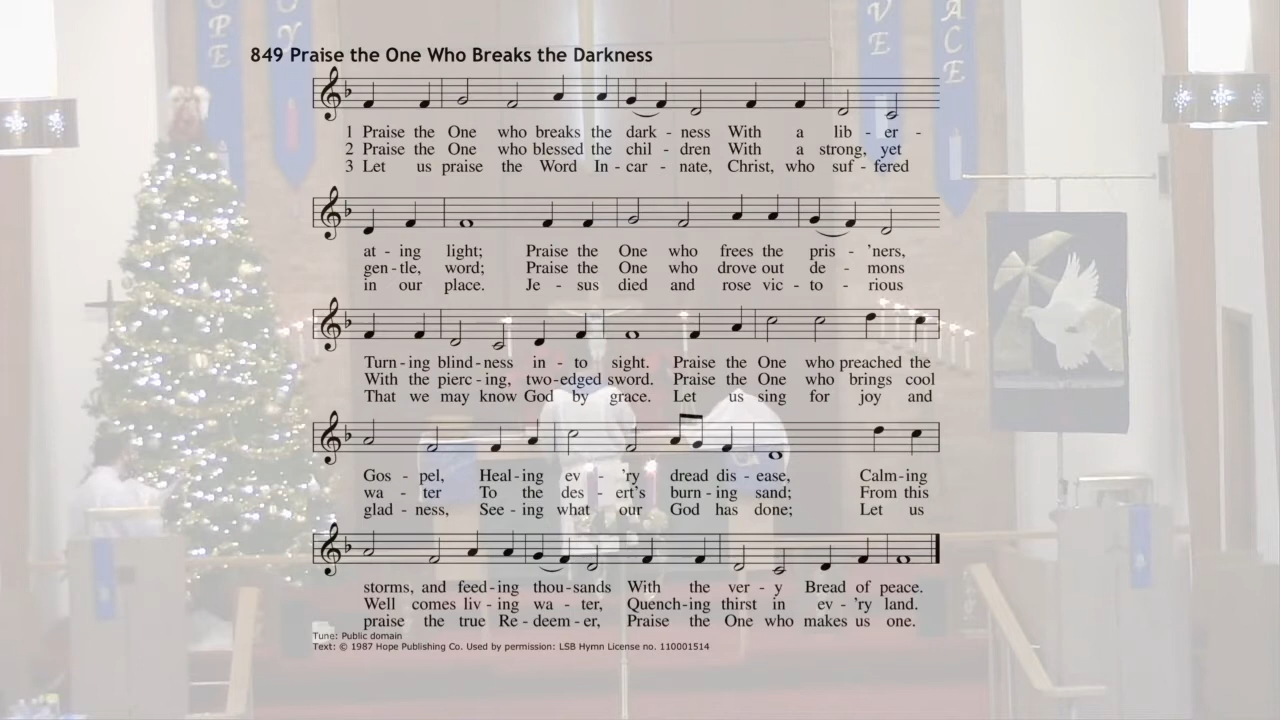 OPE
OY
VE
ACE
849 Praise the One Who Breaks the Darkness
1 Praise the One who breaks the dark - ness With a lib - er -
2 Praise the One who blessed the chil - dren With a strong, yet
3 Let us praise the Word In - car - nate, Christ, who suf - fered
at - ing light; Praise the One who frees the pris - 'ners,
gen - tle, word; Praise the One who drove out de - mons
in our place. Je - sus died and rose vic - to - rious
Turn - ing blind - ness in - to sight. Praise the One who preached the
With the pierc - ing, two-edged sword. Praise the One who brings cool
That we may know God by grace. Let us sing for joy and
Gos - pel, Heal - ing ev - 'ry dread dis - ease, Calm - ing
wa - ter To the des - ert's burn - ing sand; From this
glad - ness, See - ing what our God has done; Let us
storms, and feed - ing thou - sands With the ver - y Bread of peace.
Well comes liv - ing wa - ter, Quench - ing thirst in ev - 'ry land.
praise the true Re - deem - er, Praise the One who makes us one.
Tune: Public domain
Text: © 1987 Hope Publishing Co. Used by permission: LSB Hymn License no. 110001514